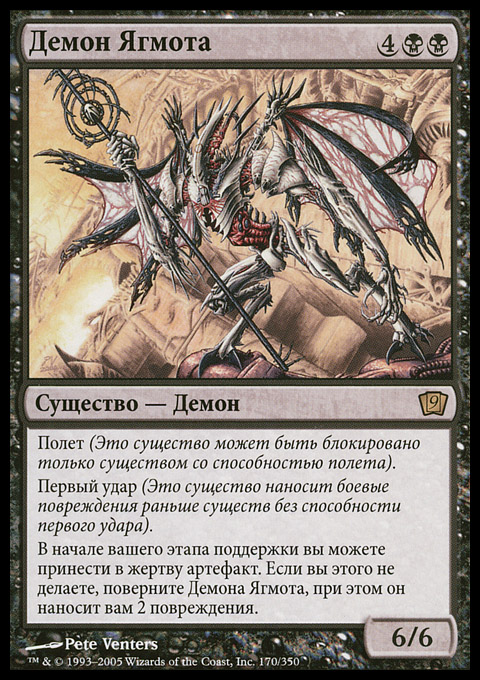 Демон Ягмота
4
Существо — Демон
9
Полет (Это существо может быть блокировано
только существом со способностью полета).
Первый удар (Это существо наносит боевые
повреждения раньше существ без способности
первого удара).
В начале вашего этапа поддержки вы можете
принести в жертву артефакт. Если вы этого не
делаете, поверните Демона Ягмота, при этом он
наносит вам 2 повреждения.
Pete Venters
6/6
™ & © 1993–2005 Wizards of the Coast, Inc. 170/350